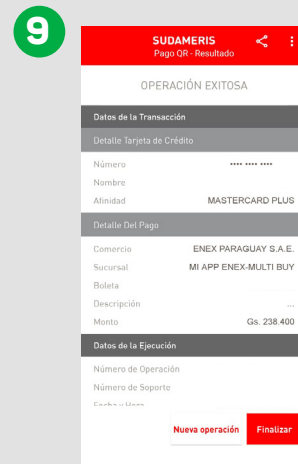 9
SUDAMERIS
Pago QR - Resultado
OPERACIÓN EXITOSA
Datos de la Transacción
Detalle Tarjeta de Crédito
Número •••• •••• ••••
Nombre
Afinidad MASTERCARD PLUS
Detalle Del Pago
Comercio ENEX PARAGUAY S.A.E.
Sucursal MI APP ENEX-MULTI BUY
Boleta
Descripción ...
Monto Gs. 238.400
Datos de la Ejecución
Número de Operación
Número de Soporte
Fecha y Hora
Nueva operación Finalizar